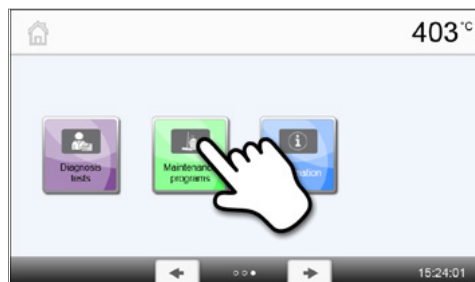 403 °C
Diagnosis
tests
Maintenance
programs
15:24:01